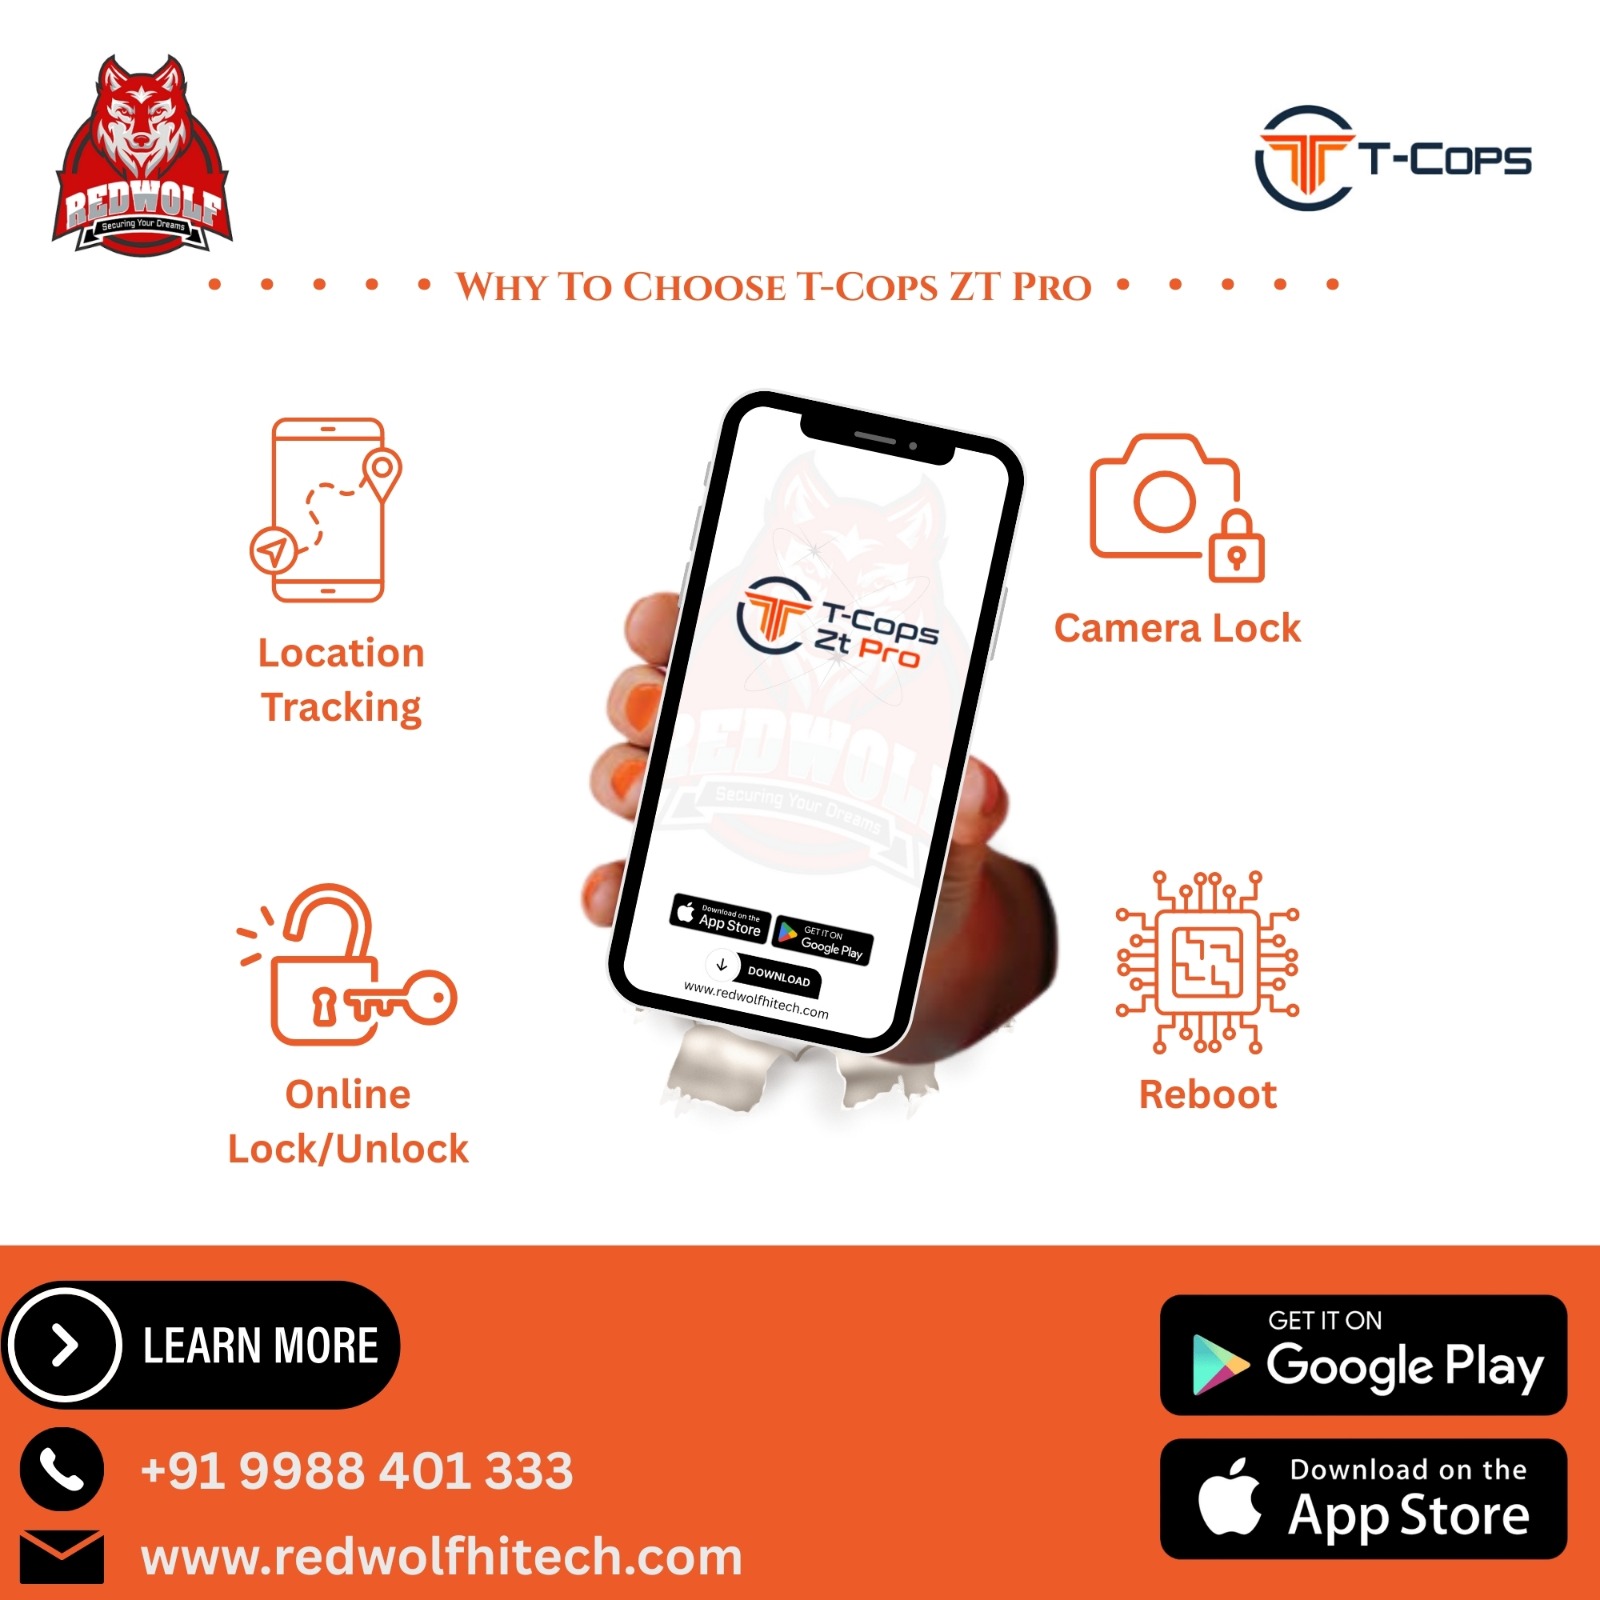 REDWOLF
Securing Your Dreams
T-Cops
Why To Choose T-Cops ZT Pro
Location
Tracking
Camera Lock
T-Cops
Zt Pro
REDWOLF
Securing Your Dreams
Download on the
App Store
GET IT ON
Google Play
DOWNLOAD
www.redwolfhitech.com
Online
Lock/Unlock
Reboot
LEARN MORE
+91 9988 401 333
www.redwolfhitech.com
GET IT ON
Google Play
Download on the
App Store